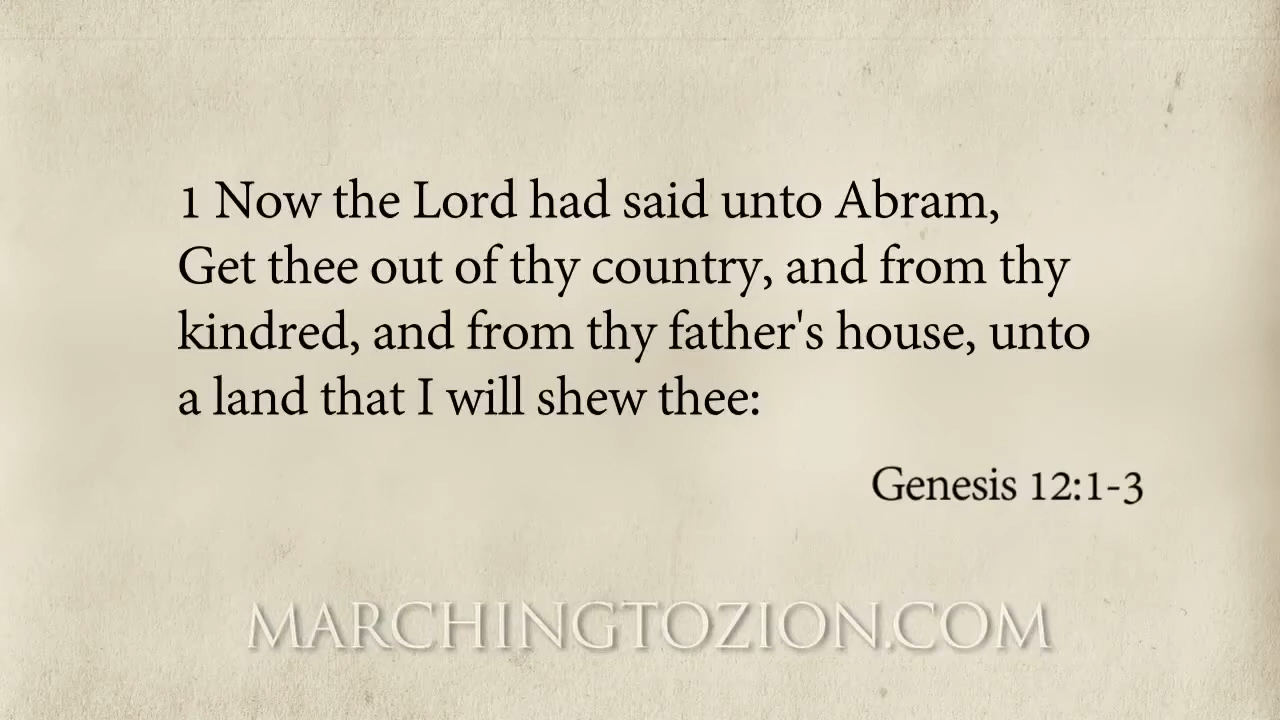 1 Now the Lord had said unto Abram,
Get thee out of thy country, and from thy
kindred, and from thy father's house, unto
a land that I will shew thee:
Genesis 12:1-3
MARCHINGTOZION.COM